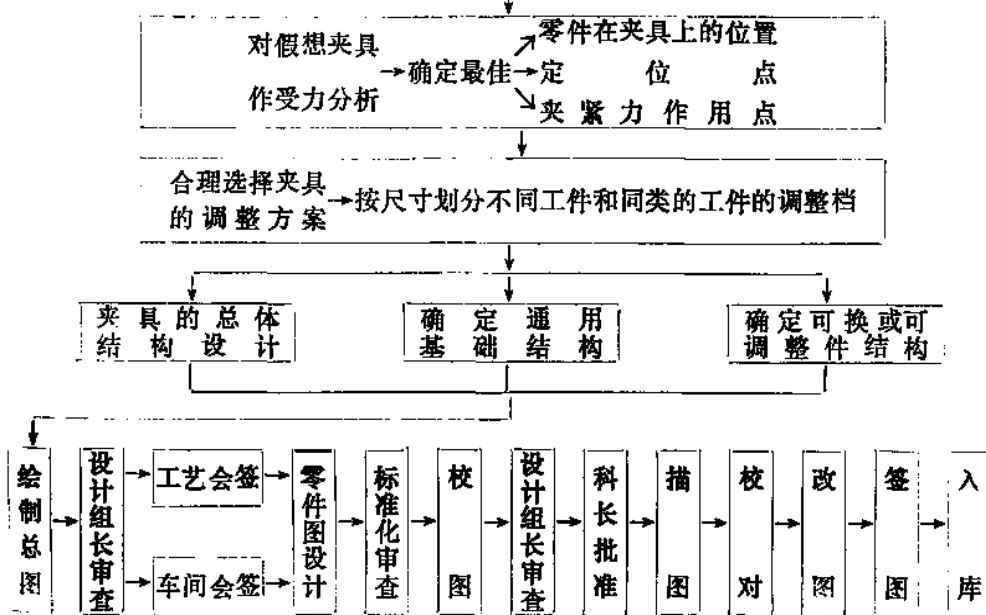 对假想夹具
作受力分析
确定最佳
零件在夹具上的位置
定位点
夹紧力作用点
合理选择夹具
的调整方案
按尺寸划分不同工件和同类的工件的调整档
夹具的总体
结构设计
确定通用
基础结构
确定可换或可
调整件结构
绘制总图
设计组长审查
工艺会签
车间会签
零件图设计
标准化审查
校图
设计组长审查
科长批准
描图
校对
改图
签图
入库